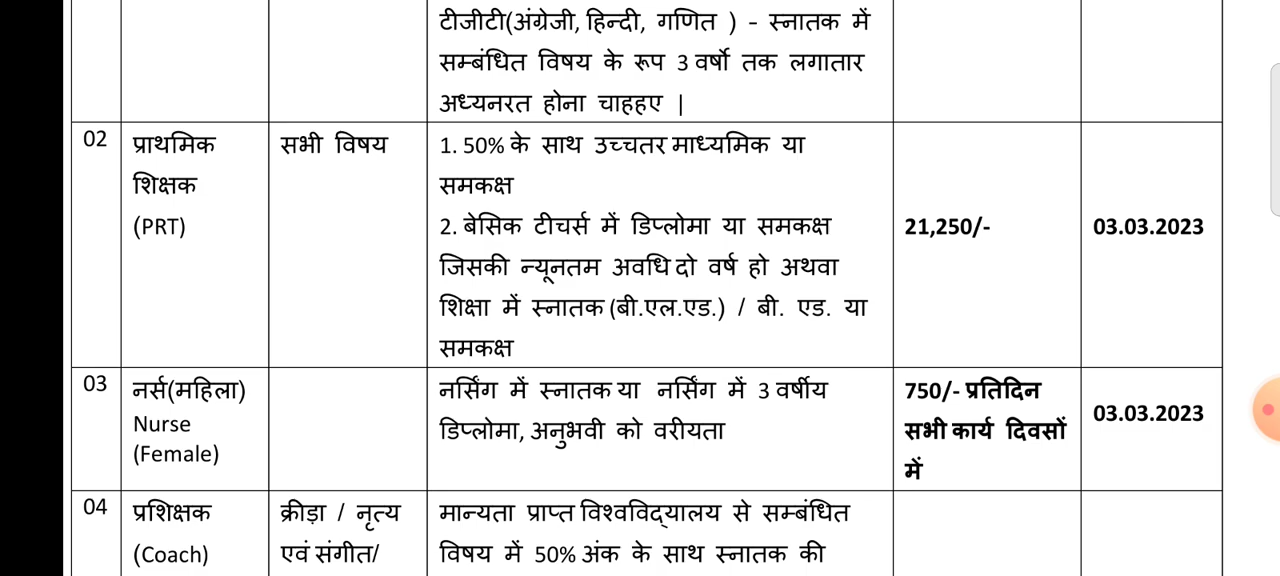 टीजीटी(अंग्रेजी, हिन्दी, गणित ) - स्नातक में
सम्बंधित विषय के रूप 3 वर्षो तक लगातार
अध्यनरत होना चाहहए |
02
प्राथमिक
शिक्षक
(PRT)
सभी विषय
1. 50% के साथ उच्चतर माध्यमिक या
समकक्ष
2. बेसिक टीचर्स में डिप्लोमा या समकक्ष
जिसकी न्यूनतम अवधि दो वर्ष हो अथवा
शिक्षा में स्नातक (बी.एल.एड.) / बी. एड. या
समकक्ष
21,250/-
03.03.2023
03
नर्स(महिला)
Nurse
(Female)
नर्सिंग में स्नातक या नर्सिंग में 3 वर्षीय
डिप्लोमा, अनुभवी को वरीयता
750/- प्रतिदिन
सभी कार्य दिवसों
में
03.03.2023
04
प्रशिक्षक
(Coach)
क्रीड़ा / नृत्य
एवं संगीत/
मान्यता प्राप्त विश्वविद्यालय से सम्बंधित
विषय में 50% अंक के साथ स्नातक की